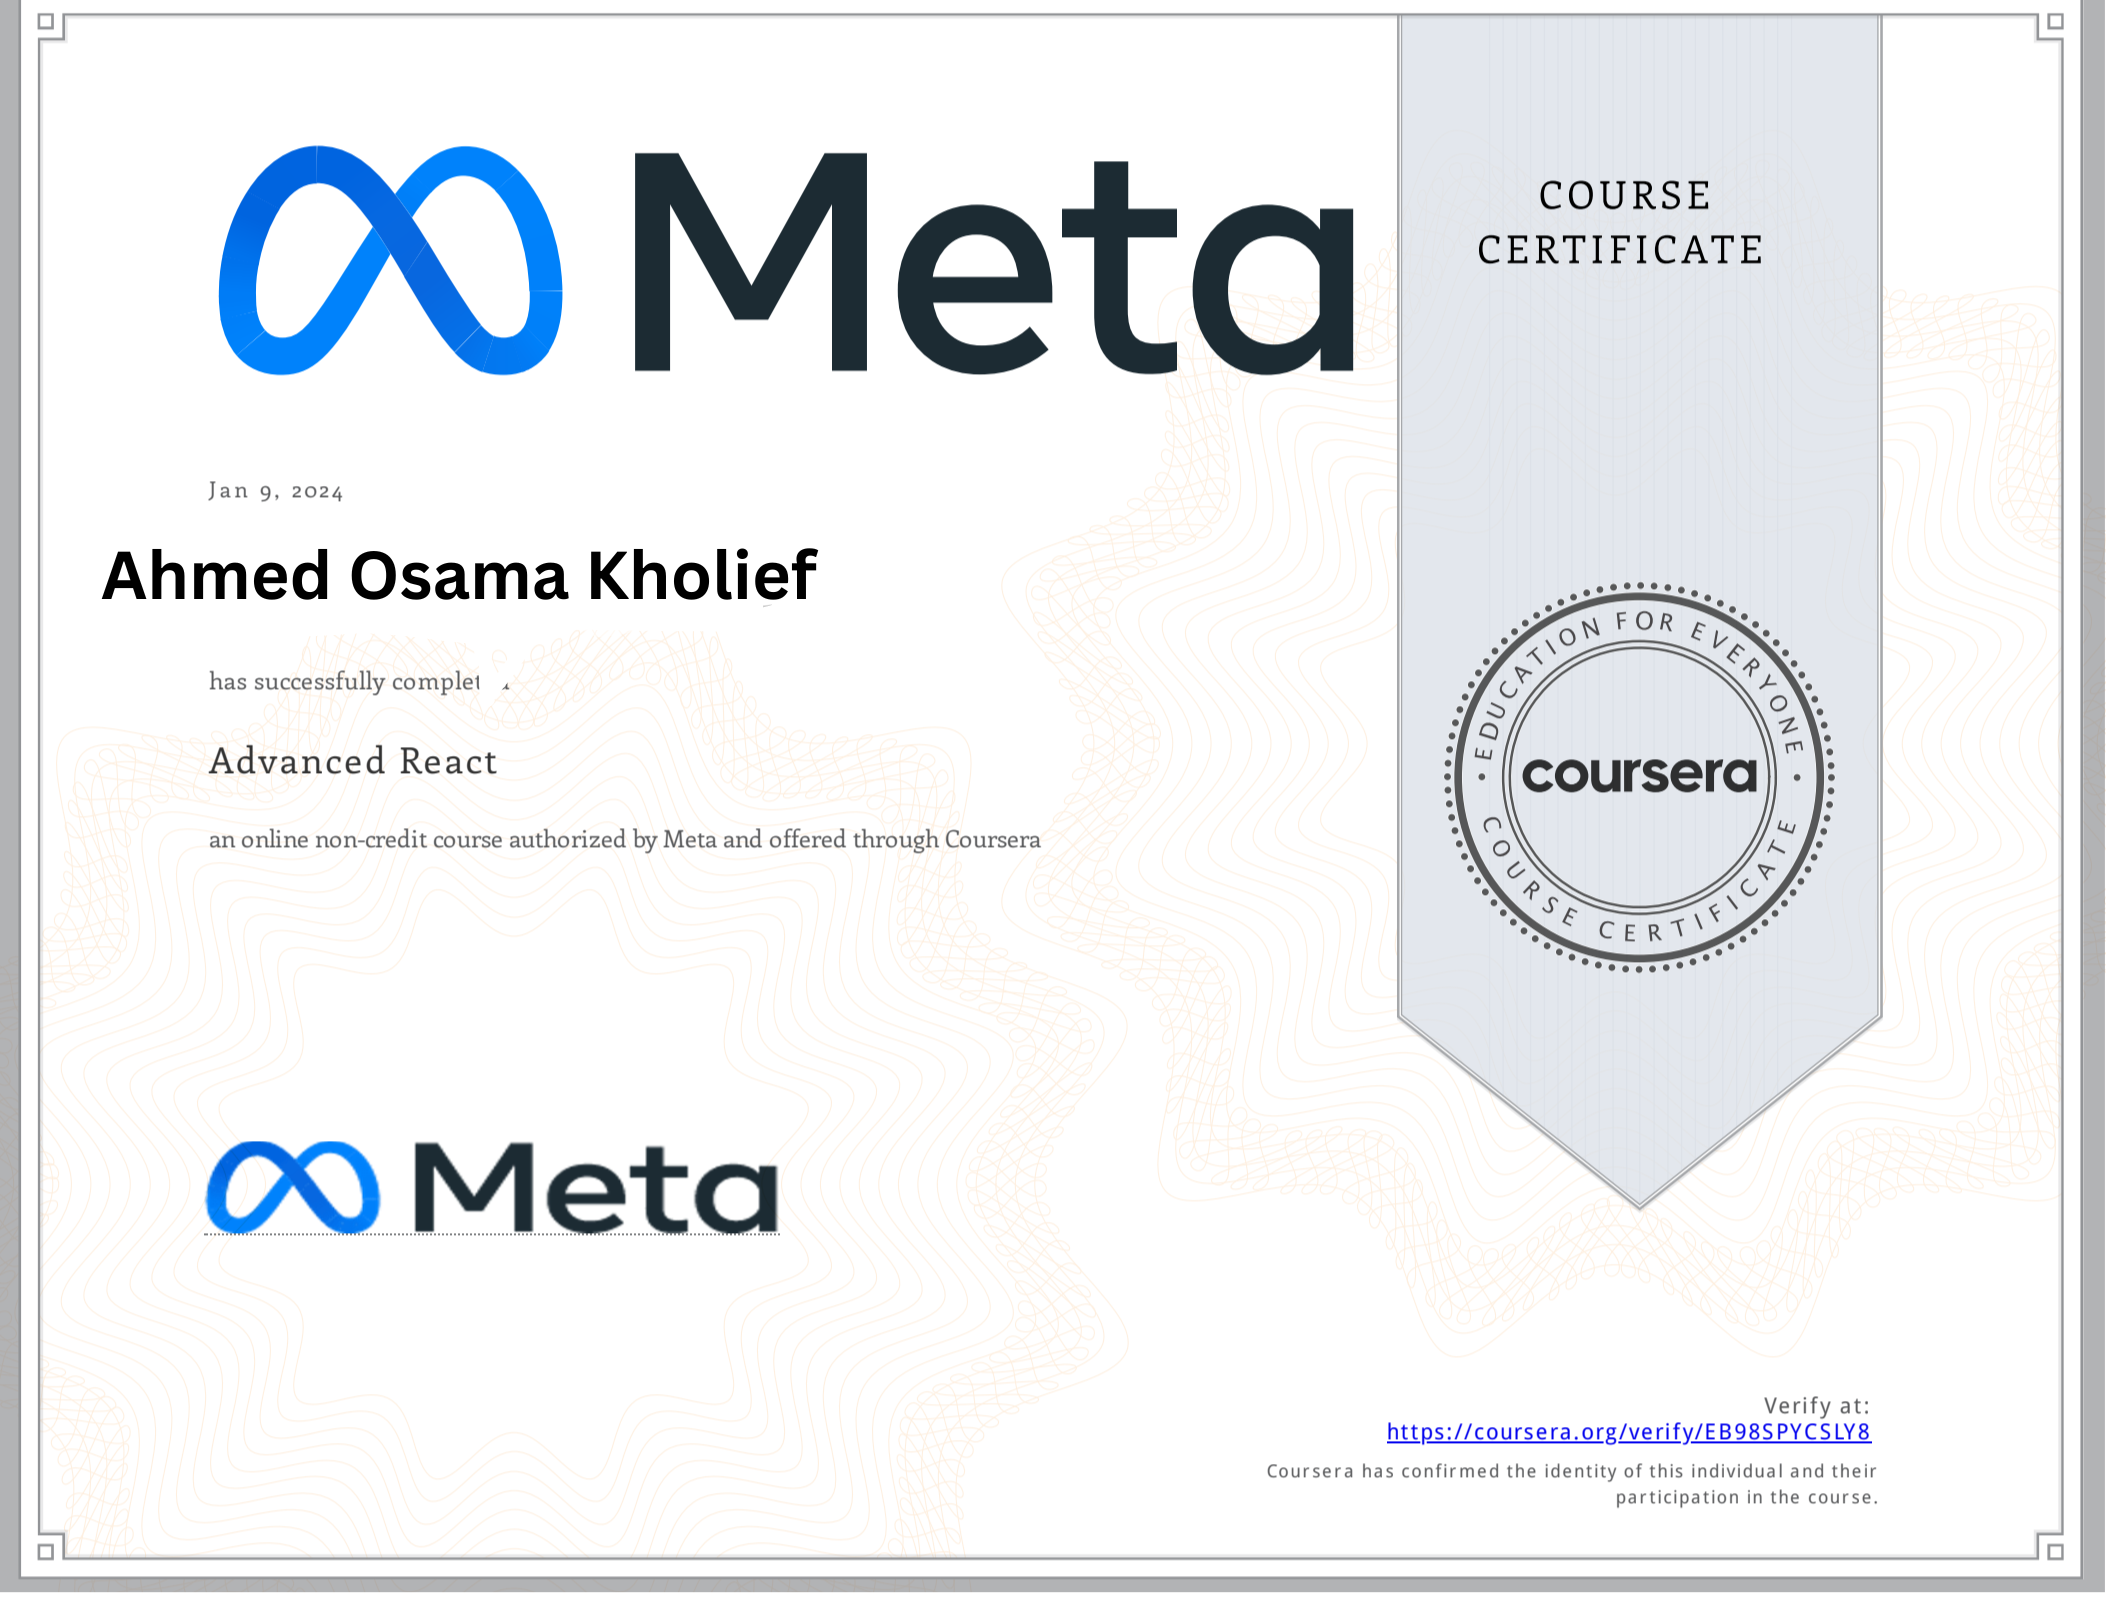 Meta
COURSE
CERTIFICATE
Jan 9, 2024
Ahmed Osama Kholief
has successfully complet
Advanced React
an online non-credit course authorized by Meta and offered through Coursera
EDUCATION FOR EVERYONE
coursera
COURSE CERTIFICATE
Meta
Verify at:
https://coursera.org/verify/EB98SPYCSLY8
Coursera has confirmed the identity of this individual and their
participation in the course.